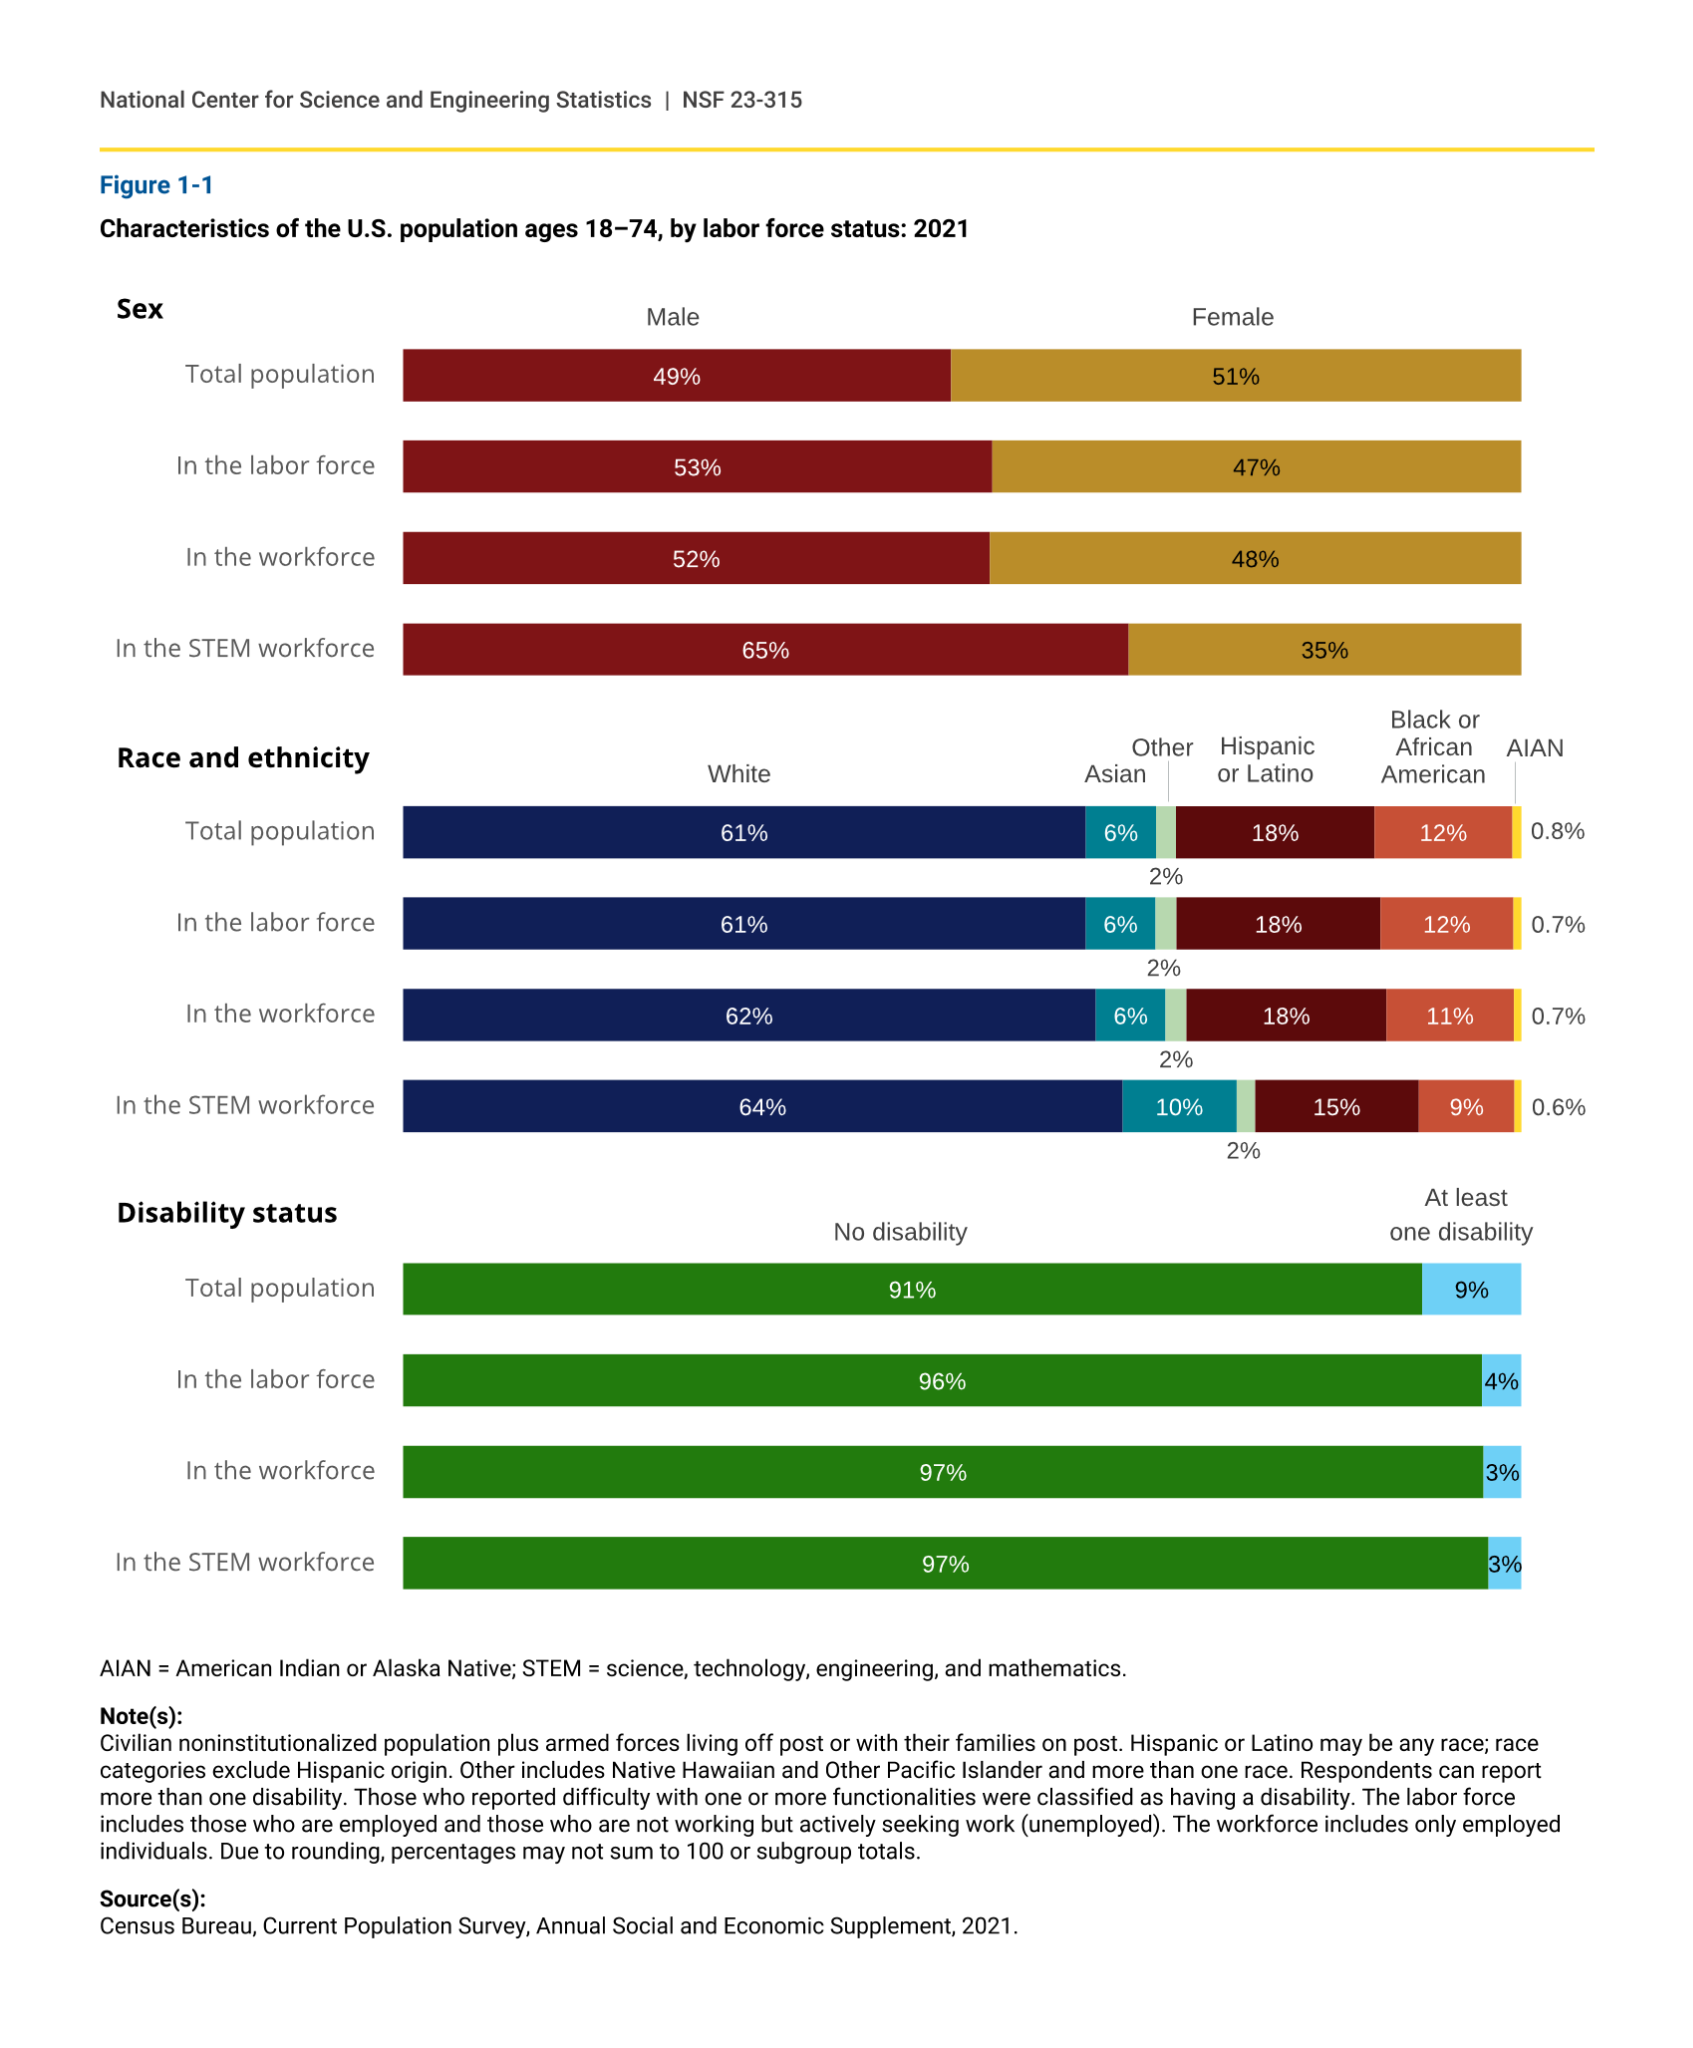 National Center for Science and Engineering Statistics | NSF 23-315
Figure 1-1
Characteristics of the U.S. population ages 18–74, by labor force status: 2021
Sex
Male Female
Total population 49% 51%
In the labor force 53% 47%
In the workforce 52% 48%
In the STEM workforce 65% 35%
Race and ethnicity
White Asian Other Hispanic or Latino Black or African American AIAN
Total population 61% 6% 2% 18% 12% 0.8%
In the labor force 61% 6% 2% 18% 12% 0.7%
In the workforce 62% 6% 2% 18% 11% 0.7%
In the STEM workforce 64% 10% 2% 15% 9% 0.6%
Disability status
No disability At least one disability
Total population 91% 9%
In the labor force 96% 4%
In the workforce 97% 3%
In the STEM workforce 97% 3%
AIAN = American Indian or Alaska Native; STEM = science, technology, engineering, and mathematics.
Note(s):
Civilian noninstitutionalized population plus armed forces living off post or with their families on post. Hispanic or Latino may be any race; race
categories exclude Hispanic origin. Other includes Native Hawaiian and Other Pacific Islander and more than one race. Respondents can report
more than one disability. Those who reported difficulty with one or more functionalities were classified as having a disability. The labor force
includes those who are employed and those who are not working but actively seeking work (unemployed). The workforce includes only employed
individuals. Due to rounding, percentages may not sum to 100 or subgroup totals.
Source(s):
Census Bureau, Current Population Survey, Annual Social and Economic Supplement, 2021.